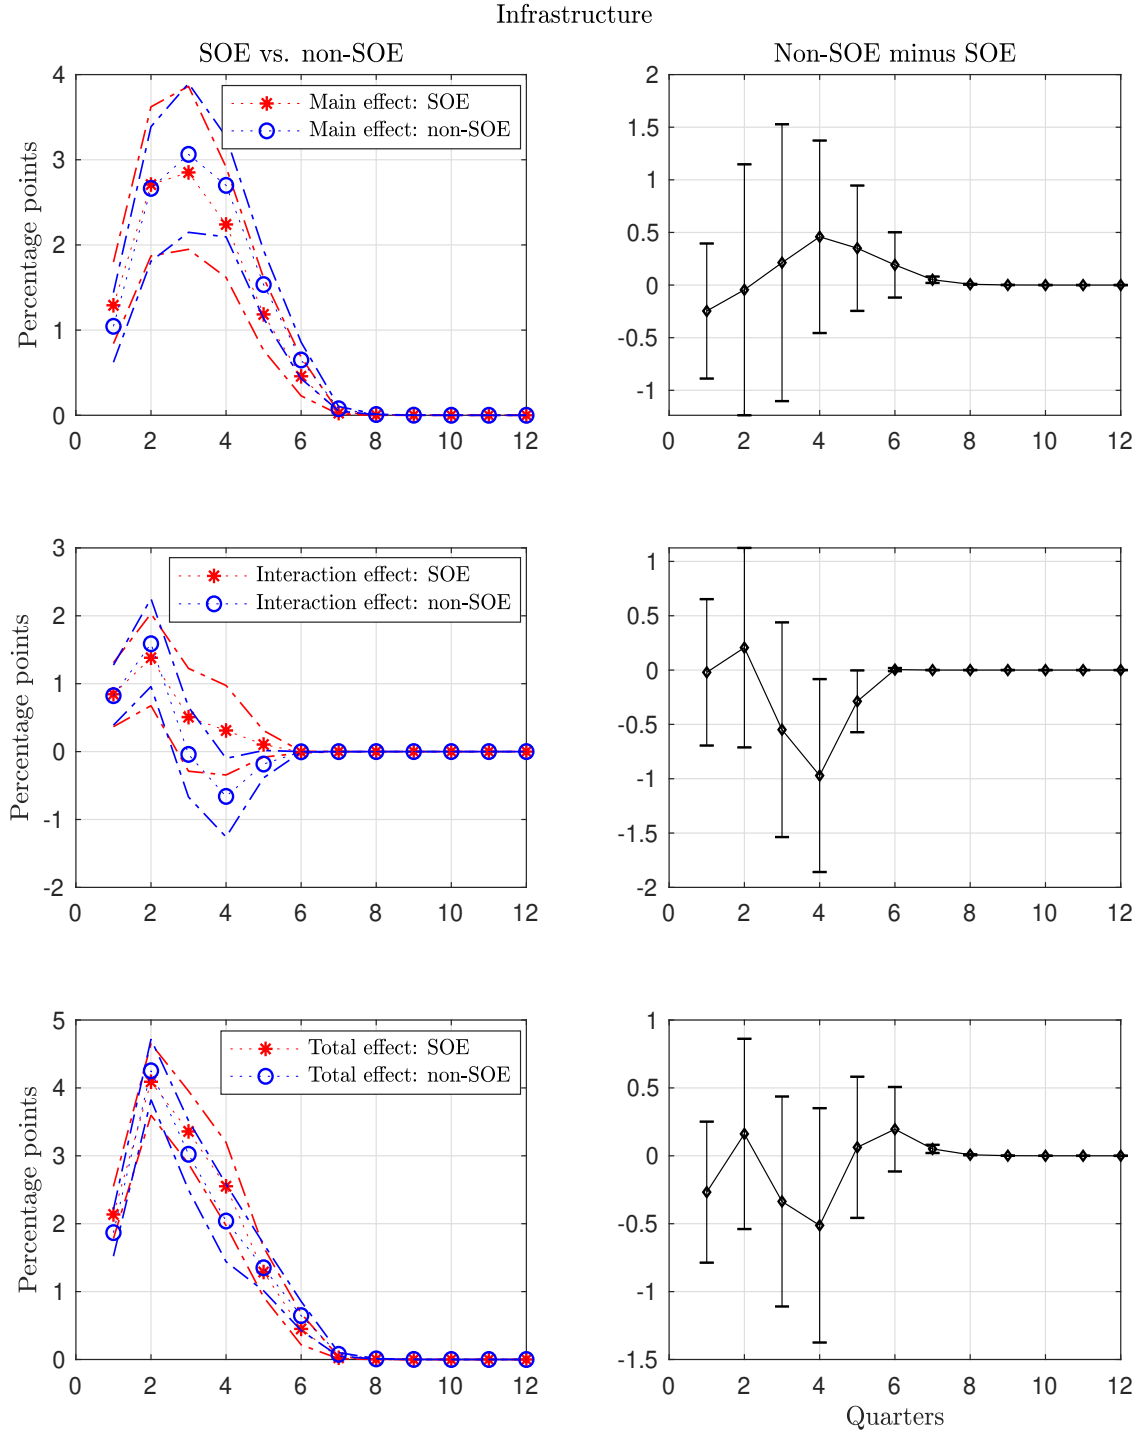 Infrastructure
SOE vs. non-SOE
Non-SOE minus SOE
Percentage points
4
3
2
1
0
Main effect: SOE
Main effect: non-SOE
0 2 4 6 8 10 12
2
1.5
1
0.5
0
-0.5
-1
0 2 4 6 8 10 12
Percentage points
3
2
1
0
-1
-2
Interaction effect: SOE
Interaction effect: non-SOE
0 2 4 6 8 10 12
1
0.5
0
-0.5
-1
-1.5
-2
0 2 4 6 8 10 12
Percentage points
5
4
3
2
1
0
Total effect: SOE
Total effect: non-SOE
0 2 4 6 8 10 12
1
0.5
0
-0.5
-1
-1.5
0 2 4 6 8 10 12
Quarters